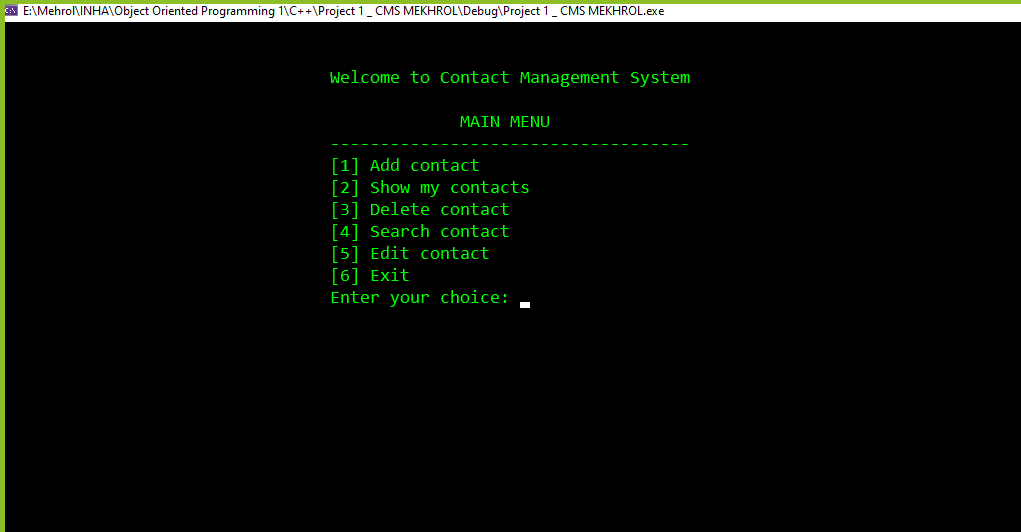 E:\Mehrol\INHA\Object Oriented Programming 1\C++\Project 1 _ CMS MEKHROL\Debug\Project 1 _ CMS MEKHROL.exe
Welcome to Contact Management System
MAIN MENU
------------------------------------
[1] Add contact
[2] Show my contacts
[3] Delete contact
[4] Search contact
[5] Edit contact
[6] Exit
Enter your choice: